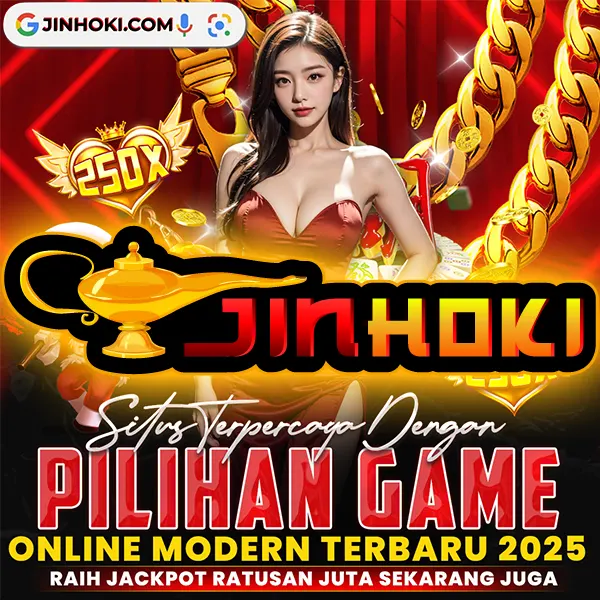 JINHOKI.COM
250X
JINHOKI
Situs Terpercaya Dengan
PILIHAN GAME
ONLINE MODERN TERBARU 2025
RAIH JACKPOT RATUSAN JUTA SEKARANG JUGA